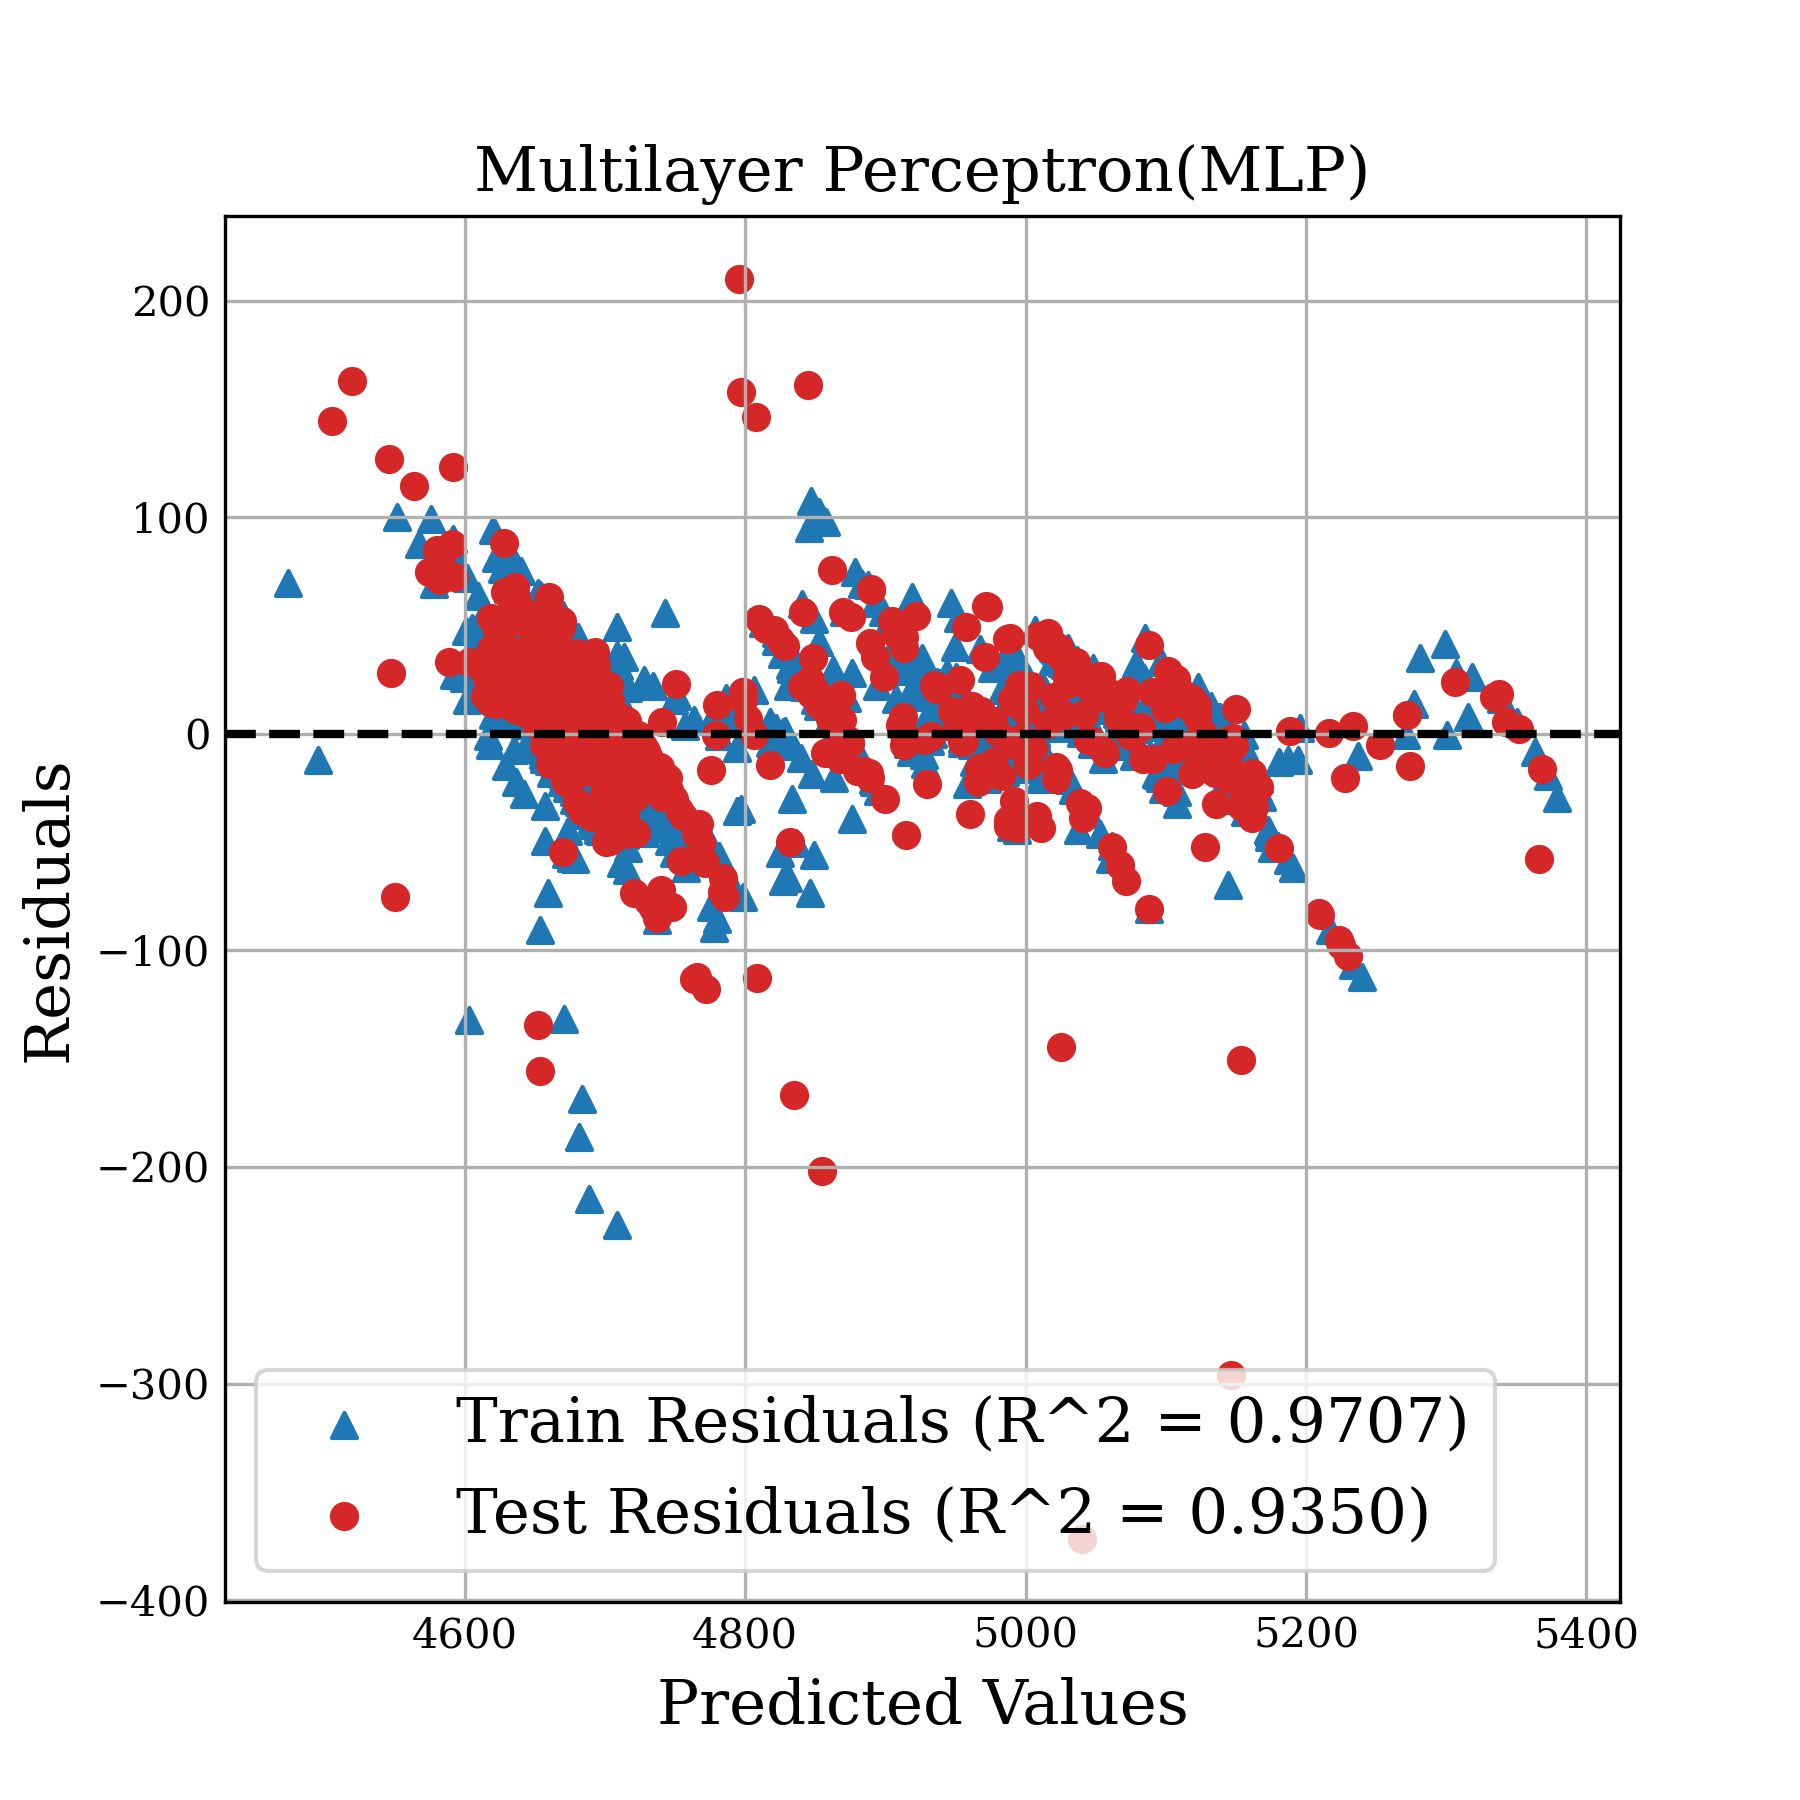 Multilayer Perceptron(MLP)
Residuals
200
100
0
−100
−200
−300
−400
Train Residuals (R^2 = 0.9707)
Test Residuals (R^2 = 0.9350)
4600 4800 5000 5200 5400
Predicted Values